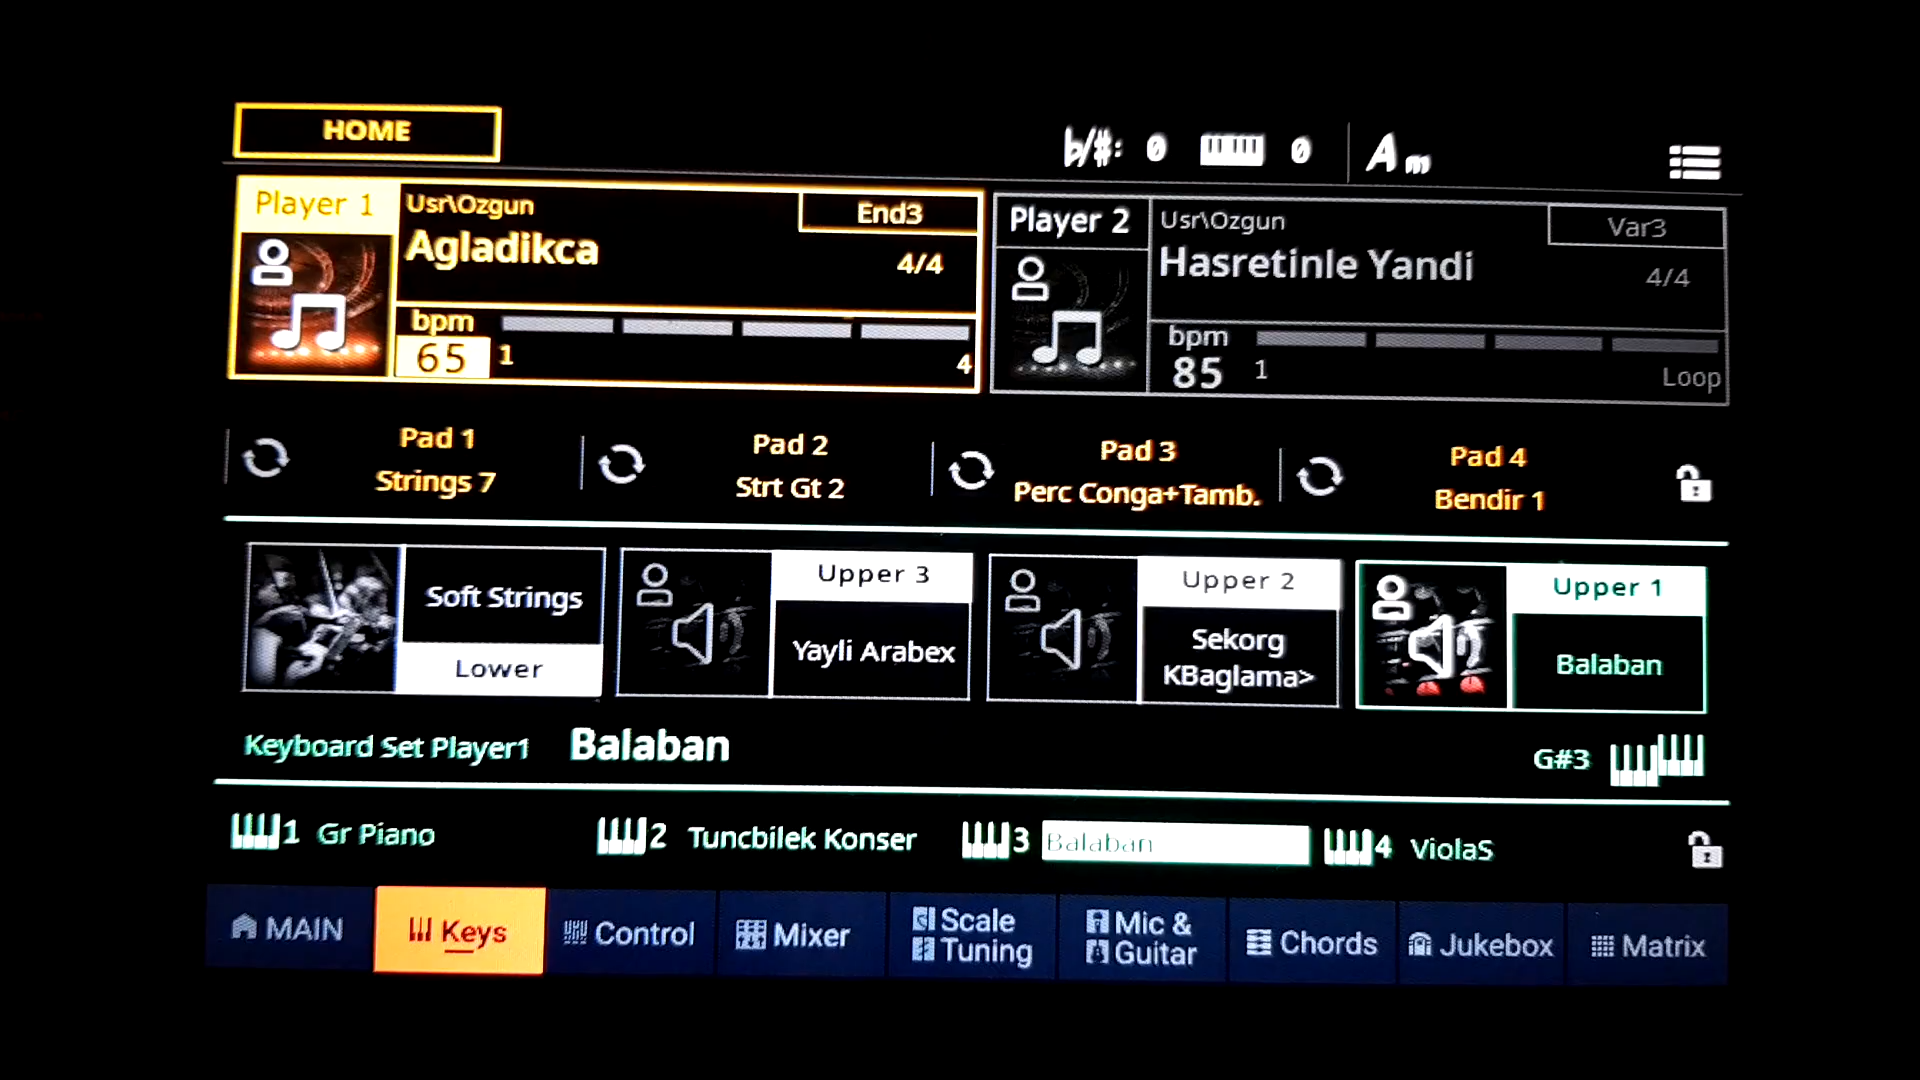 HOME
b/#: 0 0 Am
Player 1
Usr\Ozgun
End3
Agladikca
4/4
bpm
65
1
4
Player 2
Usr\Ozgun
Var3
Hasretinle Yandi
4/4
bpm
85
1
Loop
Pad 1
Strings 7
Pad 2
Strt Gt 2
Pad 3
Perc Conga+Tamb.
Pad 4
Bendir 1
Soft Strings
Lower
Upper 3
Yayli Arabex
Upper 2
Sekorg
KBaglama>
Upper 1
Balaban
Keyboard Set Player1 Balaban
G#3
1 Gr Piano
2 Tuncbilek Konser
3 Balaban
4 ViolaS
MAIN
Keys
Control
Mixer
Scale
Tuning
Mic &
Guitar
Chords
Jukebox
Matrix